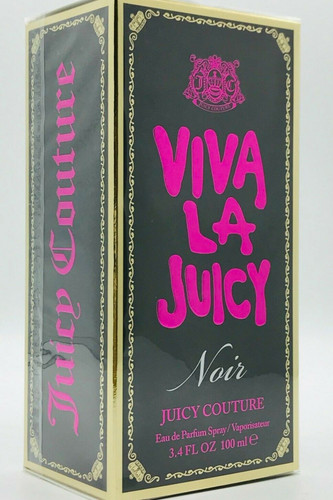 Juicy Couture
VIVA
LA
JUICY
Noir
JUICY COUTURE
Eau de Parfum Spray/Vaporisateur
3.4 FL OZ 100 ml ℮